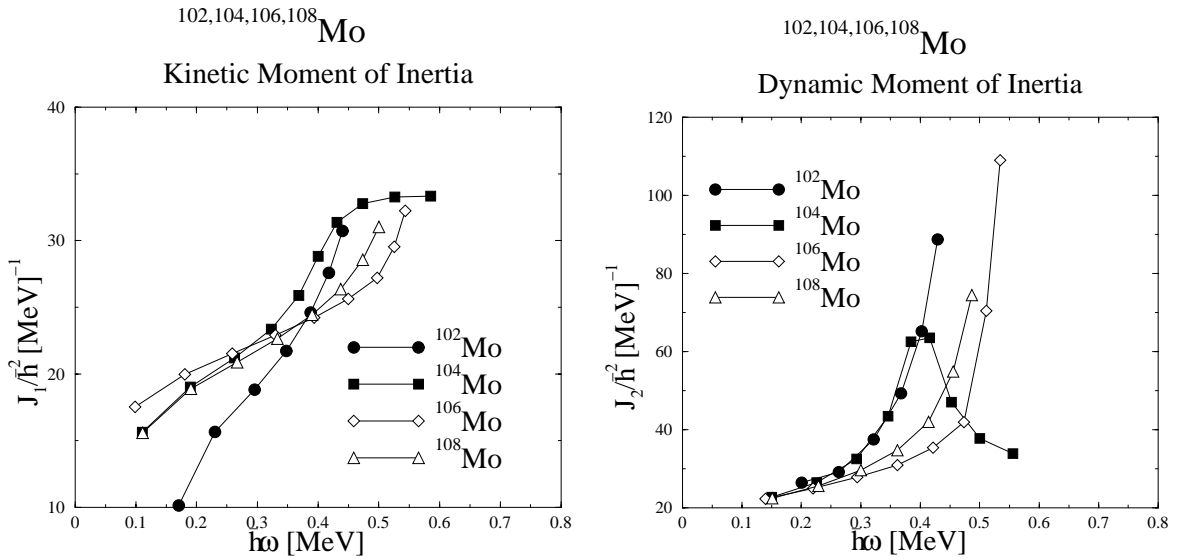 102,104,106,108Mo
Kinetic Moment of Inertia
40
30
20
10
J1/ħ^2 [MeV]^−1
0 0.1 0.2 0.3 0.4 0.5 0.6 0.7 0.8
ħω [MeV]
102Mo
104Mo
106Mo
108Mo
102,104,106,108Mo
Dynamic Moment of Inertia
120
100
80
60
40
20
J2/ħ^2 [MeV]^−1
0 0.1 0.2 0.3 0.4 0.5 0.6 0.7 0.8
ħω [MeV]
102Mo
104Mo
106Mo
108Mo